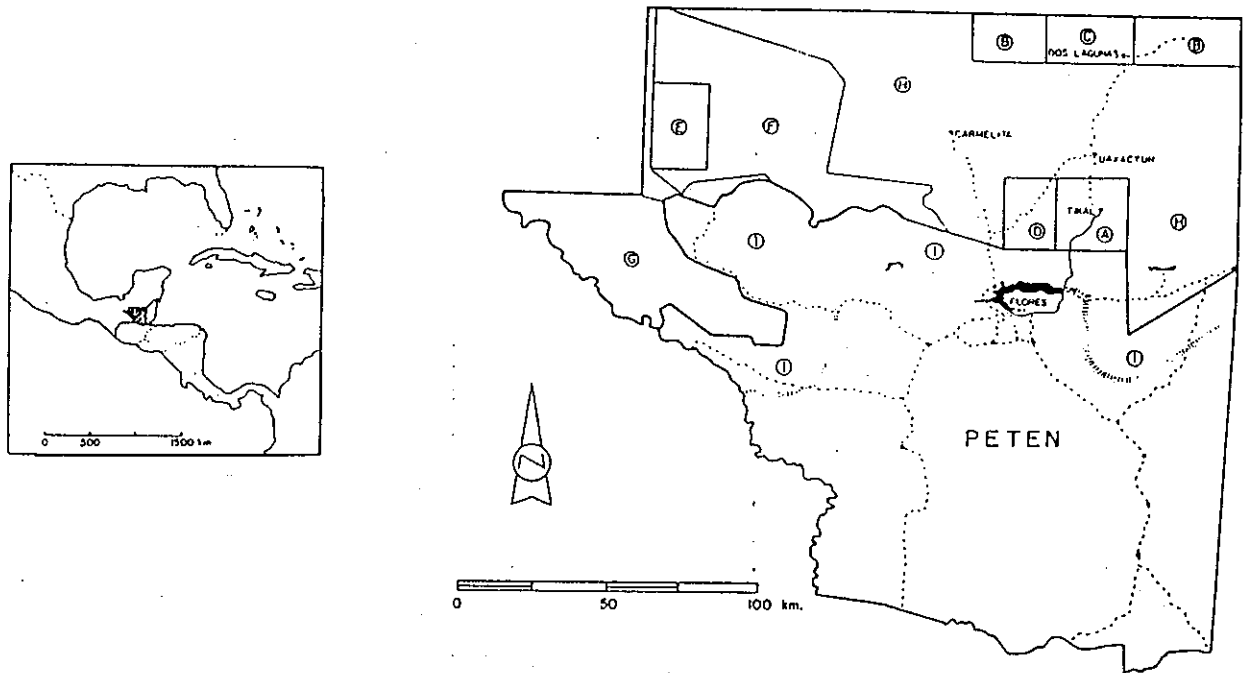 B
C
B
DOS LAGUNAS
H
E
F
CARMELITA
UAXACTUN
TIKAL
D
A
H
G
I
I
FLORES
I
I
PETEN
N
0 500 1500 km
0 50 100 km.